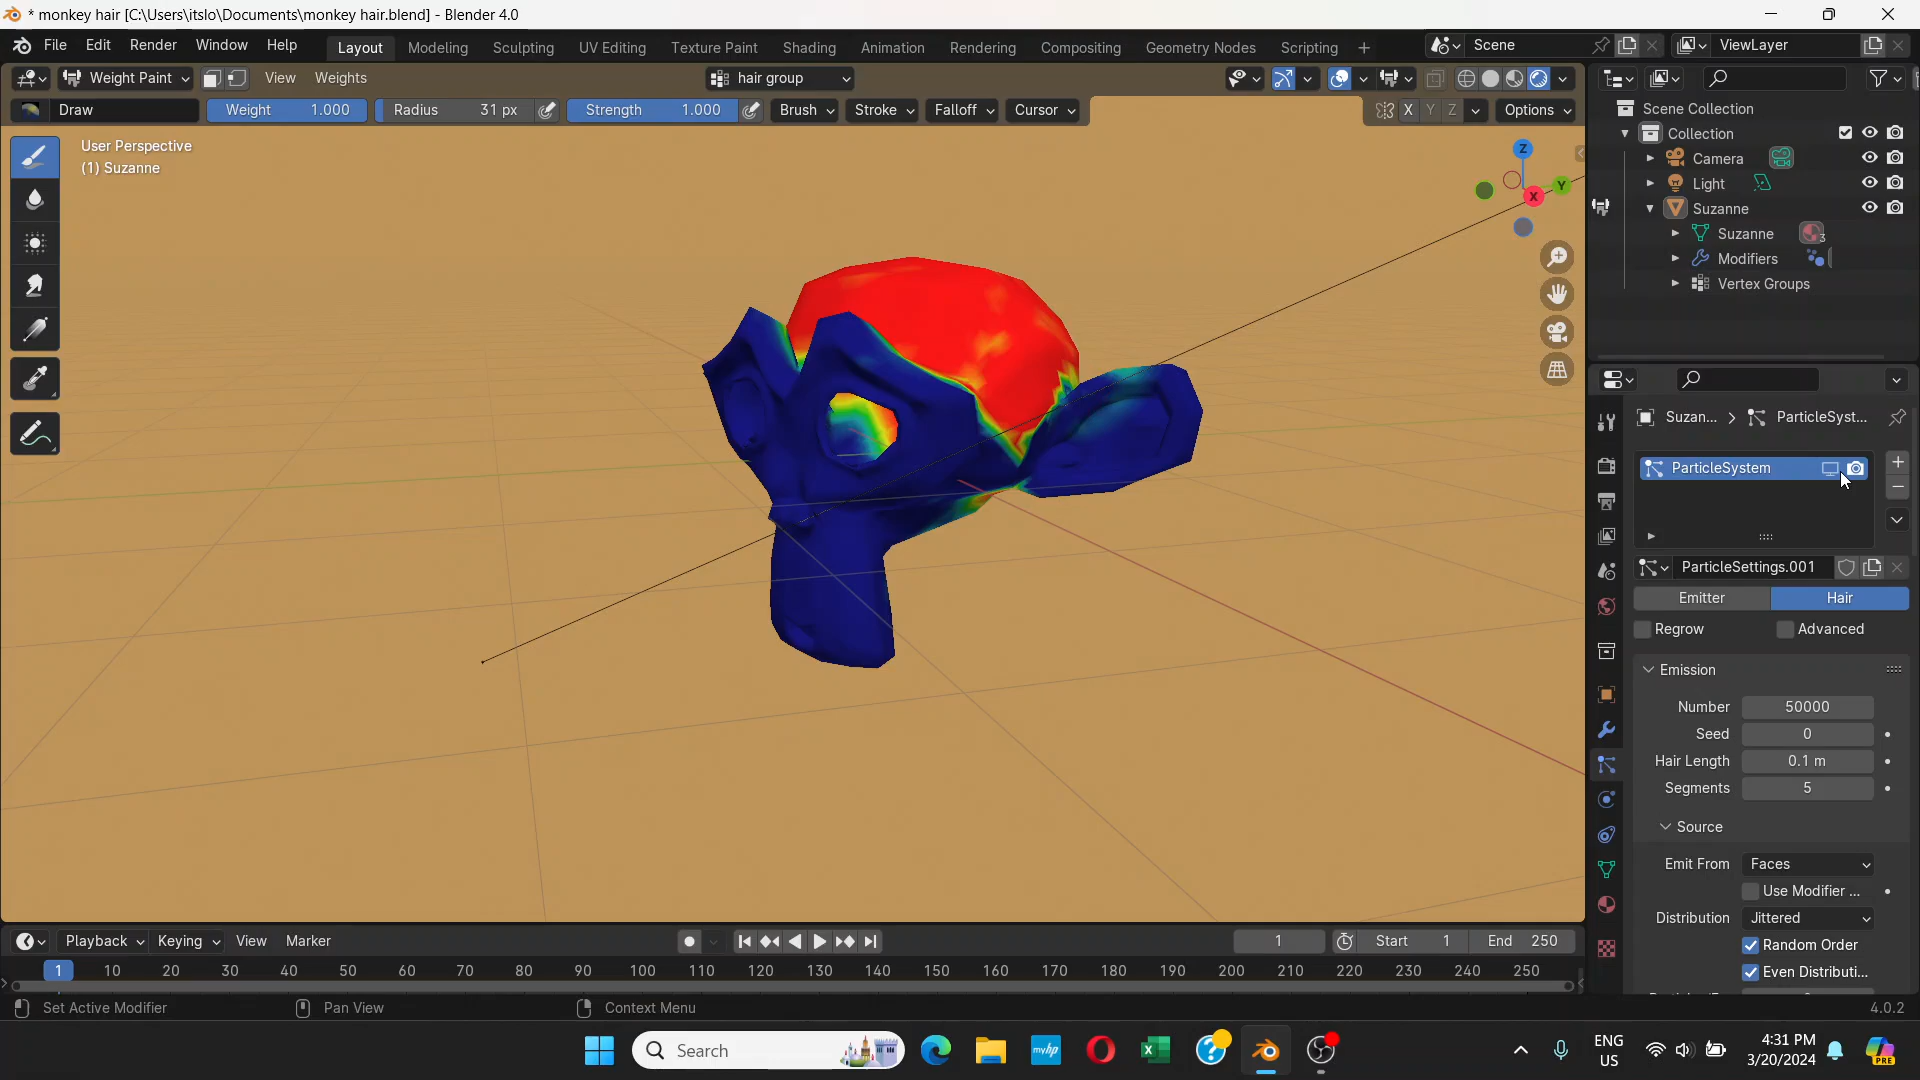 * monkey hair [C:\Users\itslo\Documents\monkey hair.blend] - Blender 4.0
File Edit Render Window Help Layout Modeling Sculpting UV Editing Texture Paint Shading Animation Rendering Compositing Geometry Nodes Scripting + Scene ViewLayer
Weight Paint View Weights hair group
Draw Weight 1.000 Radius 31 px Strength 1.000 Brush Stroke Falloff Cursor X Y Z Options
User Perspective
(1) Suzanne
Z
Y
X
Scene Collection
Collection
Camera
Light
Suzanne
Suzanne 3
Modifiers
Vertex Groups
Suzan... > ParticleSyst...
ParticleSystem
ParticleSettings.001
Emitter Hair
Regrow Advanced
Emission
Number 50000
Seed 0
Hair Length 0.1 m
Segments 5
Source
Emit From Faces
Use Modifier ...
Distribution Jittered
Random Order
Even Distributi...
Playback Keying View Marker 1 Start 1 End 250
1 10 20 30 40 50 60 70 80 90 100 110 120 130 140 150 160 170 180 190 200 210 220 230 240 250
Set Active Modifier Pan View Context Menu 4.0.2
Search myhp ENG US 4:31 PM 3/20/2024 PRE